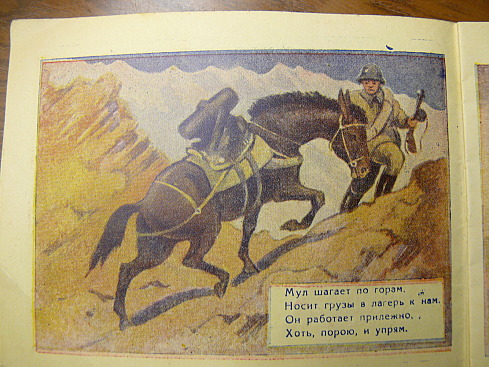 Мул шагает по горам.
Носит грузы в лагерь к нам.
Он работает прилежно,
Хоть, порою, и упрям.